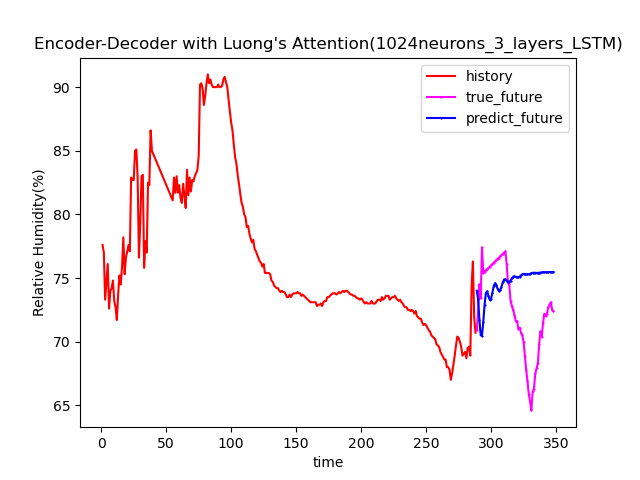 Encoder-Decoder with Luong's Attention(1024neurons_3_layers_LSTM)
history
true_future
predict_future
Relative Humidity(%)
90
85
80
75
70
65
0 50 100 150 200 250 300 350
time